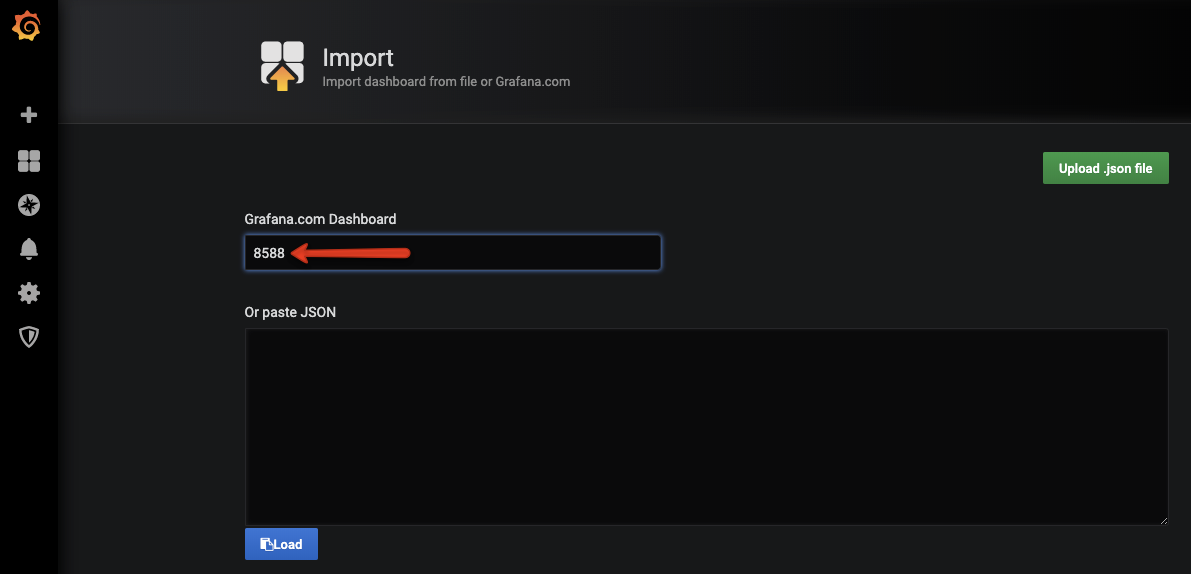 Import
Import dashboard from file or Grafana.com
Upload .json file
Grafana.com Dashboard
8588
Or paste JSON
Load